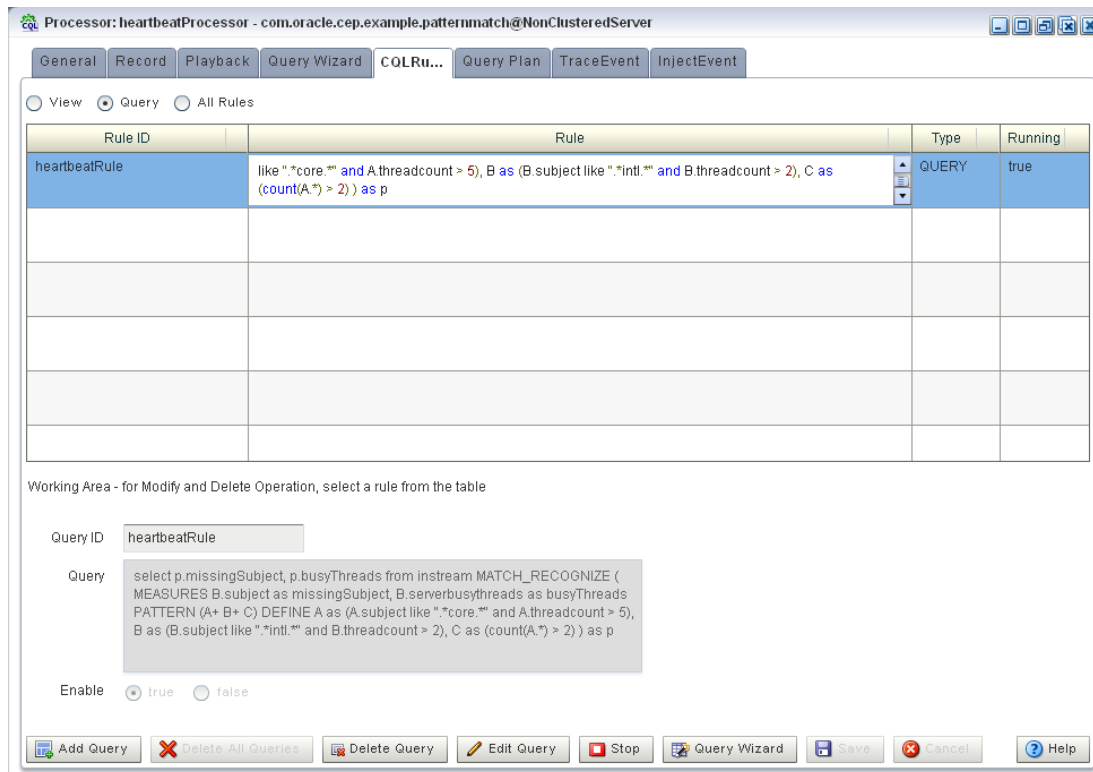 Processor: heartbeatProcessor - com.oracle.cep.example.patternmatch@NonClusteredServer
General Record Playback Query Wizard CQLRu... Query Plan TraceEvent InjectEvent
View Query All Rules
Rule ID Rule Type Running
heartbeatRule like ".*core.*" and A.threadcount > 5), B as (B.subject like ".*intl.*" and B.threadcount > 2), C as QUERY true
(count(A.*) > 2) ) as p
Working Area - for Modify and Delete Operation, select a rule from the table
Query ID heartbeatRule
Query select p.missingSubject, p.busyThreads from instream MATCH_RECOGNIZE (
MEASURES B.subject as missingSubject, B.serverbusythreads as busyThreads
PATTERN (A+ B+ C) DEFINE A as (A.subject like ".*core.*" and A.threadcount > 5),
B as (B.subject like ".*intl.*" and B.threadcount > 2), C as (count(A.*) > 2) ) as p
Enable true false
Add Query Delete All Queries Delete Query Edit Query Stop Query Wizard Save Cancel Help